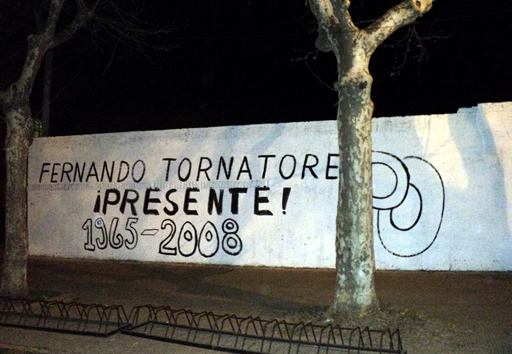 FERNANDO TORNATORE
¡PRESENTE!
1965-2008